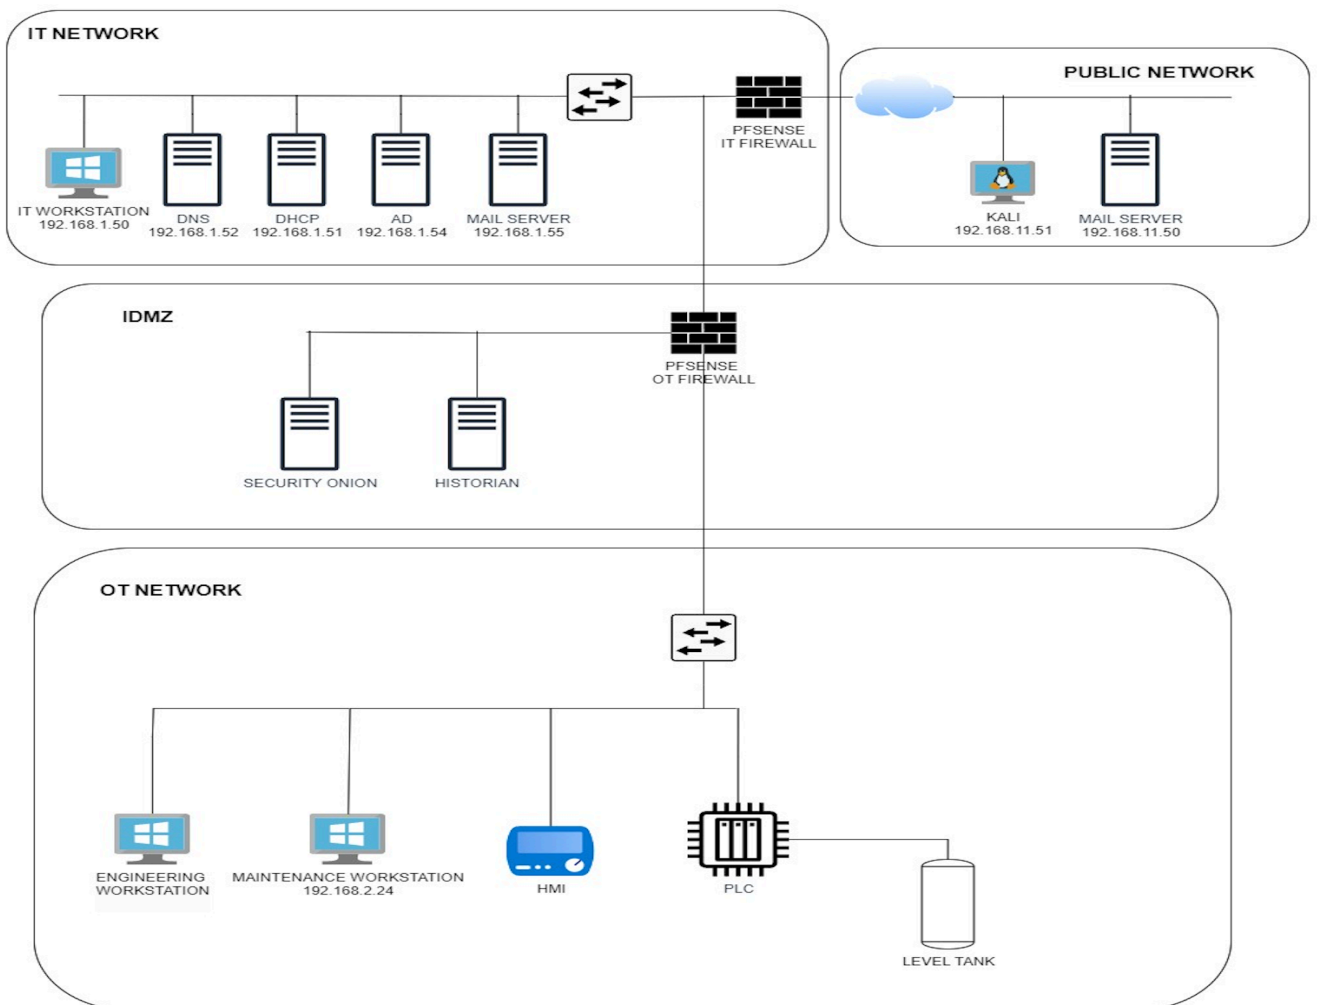 IT NETWORK
PUBLIC NETWORK
PFSENSE
IT FIREWALL
IT WORKSTATION
192.168.1.50
DNS
192.168.1.52
DHCP
192.168.1.51
AD
192.168.1.54
MAIL SERVER
192.168.1.55
KALI
192.168.11.51
MAIL SERVER
192.168.11.50
IDMZ
PFSENSE
OT FIREWALL
SECURITY ONION
HISTORIAN
OT NETWORK
ENGINEERING
WORKSTATION
MAINTENANCE WORKSTATION
192.168.2.24
HMI
PLC
LEVEL TANK